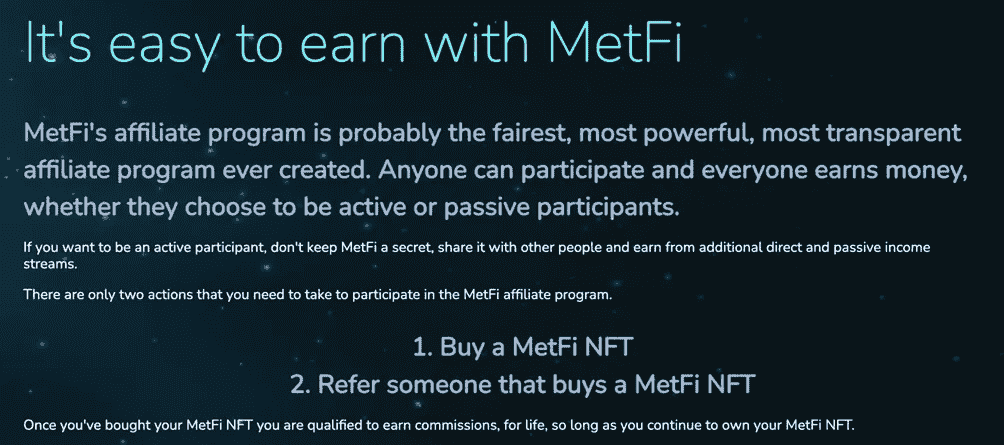 It's easy to earn with MetFi
MetFi's affiliate program is probably the fairest, most powerful, most transparent
affiliate program ever created. Anyone can participate and everyone earns money,
whether they choose to be active or passive participants.
If you want to be an active participant, don't keep MetFi a secret, share it with other people and earn from additional direct and passive income
streams.
There are only two actions that you need to take to participate in the MetFi affiliate program.
1. Buy a MetFi NFT
2. Refer someone that buys a MetFi NFT
Once you've bought your MetFi NFT you are qualified to earn commissions, for life, so long as you continue to own your MetFi NFT.